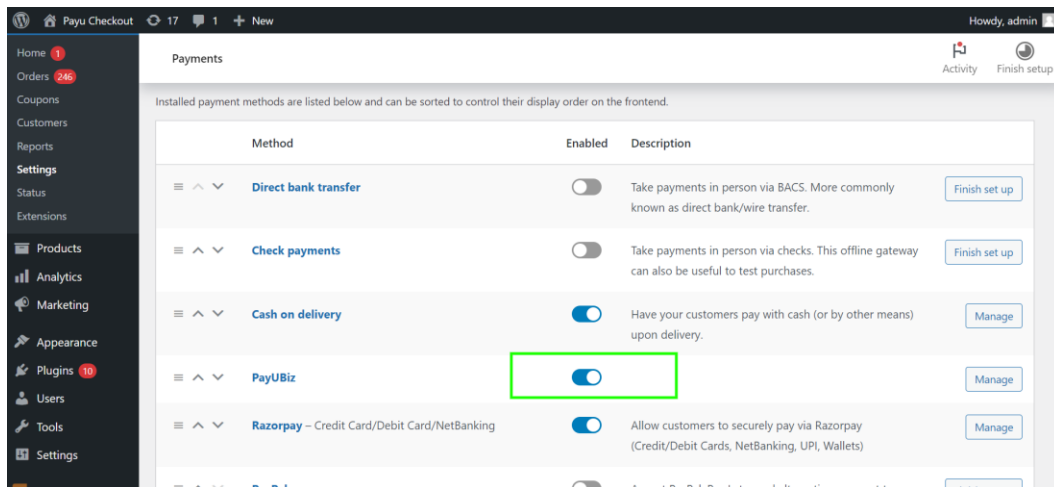 Payu Checkout 17 1 + New Howdy, admin
Home 1
Orders 246
Coupons
Customers
Reports
Settings
Status
Extensions
Products
Analytics
Marketing
Appearance
Plugins 10
Users
Tools
Settings
Payments
Activity Finish setup
Installed payment methods are listed below and can be sorted to control their display order on the frontend.
Method Enabled Description
Direct bank transfer Take payments in person via BACS. More commonly Finish set up
known as direct bank/wire transfer.
Check payments Take payments in person via checks. This offline gateway Finish set up
can also be useful to test purchases.
Cash on delivery Have your customers pay with cash (or by other means) Manage
upon delivery.
PayUBiz Manage
Razorpay – Credit Card/Debit Card/NetBanking Allow customers to securely pay via Razorpay Manage
(Credit/Debit Cards, NetBanking, UPI, Wallets)